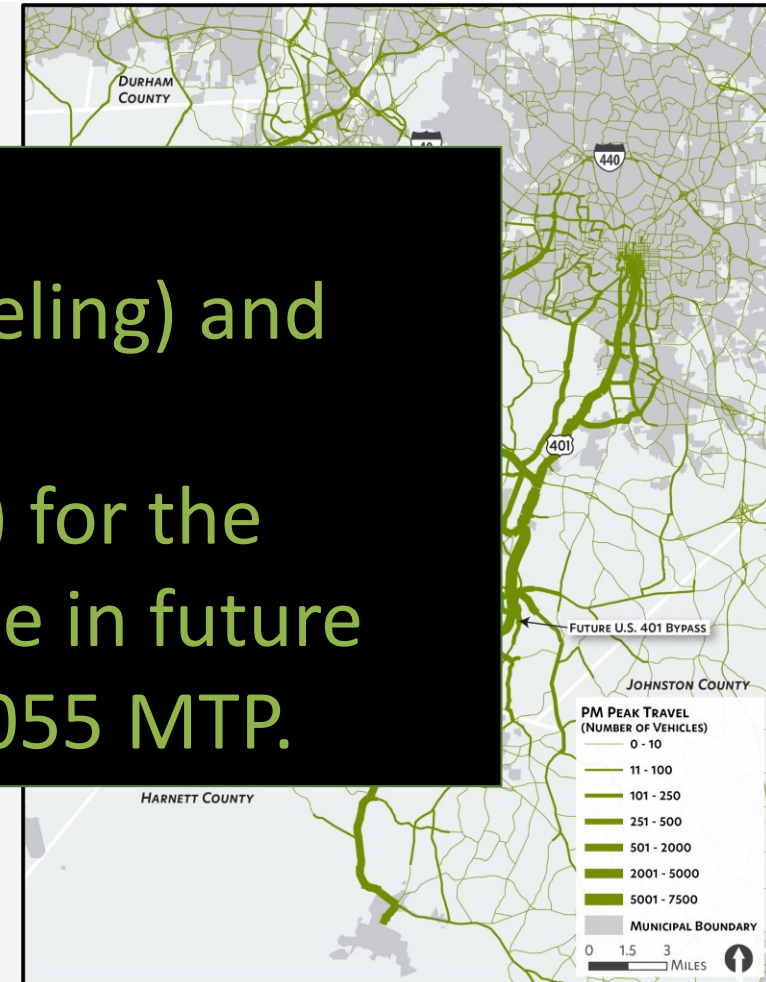 DURHAM
COUNTY
440
eling) and
) for the
e in future
055 MTP.
401
FUTURE U.S. 401 BYPASS
JOHNSTON COUNTY
HARNETT COUNTY
PM PEAK TRAVEL
(NUMBER OF VEHICLES)
0 - 10
11 - 100
101 - 250
251 - 500
501 - 2000
2001 - 5000
5001 - 7500
MUNICIPAL BOUNDARY
0 1.5 3
MILES